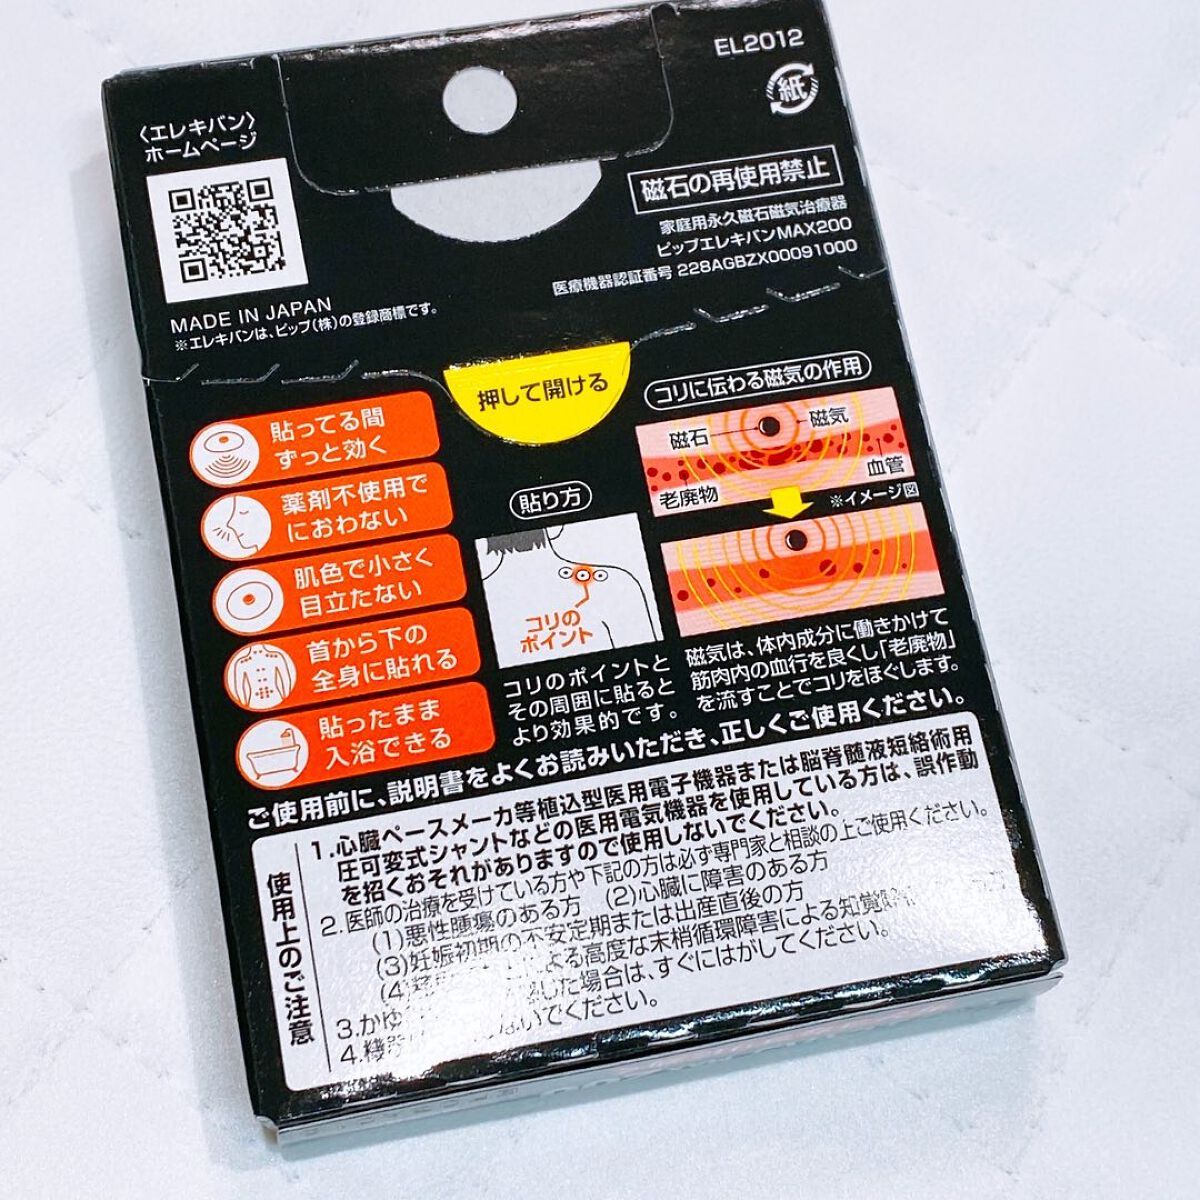 EL2012
紙
〈エレキバン〉
ホームページ
磁石の再使用禁止
家庭用永久磁石磁気治療器
ピップエレキバンMAX200
医療機器認証番号 228AGBZX00091000
MADE IN JAPAN
※エレキバンは、ピップ(株)の登録商標です。
押して開ける
貼ってる間
ずっと効く
薬剤不使用で
においわない
肌色で小さく
目立たない
首から下の
全身に貼れる
貼ったまま
入浴できる
貼り方
コリの
ポイント
コリのポイントと
その周囲に貼ると
より効果的です。
コリに伝わる磁気の作用
磁石
磁気
血管
老廃物
※イメージ図
磁気は、体内成分に働きかけて
筋肉内の血行を良くし「老廃物」
を流すことでコリをほぐします。
ご使用前に、説明書をよくお読みいただき、正しくご使用ください。
使用上のご注意
1.心臓ペースメーカ等植込型医用電子機器または脳脊髄液短絡術用
圧可変式シャントなどの医用電気機器を使用している方は、誤作動
を招くおそれがありますので使用しないでください。
2.医師の治療を受けている方や下記の方は必ず専門家と相談の上ご使用ください。
(1)悪性腫瘍のある方 (2)心臓に障害のある方
(3)妊娠初期の不安定期または出産直後の方
(4) による高度な末梢循環障害による知覚
3.かゆ した場合は、すぐにはがしてください。
4.機器 ないでください。